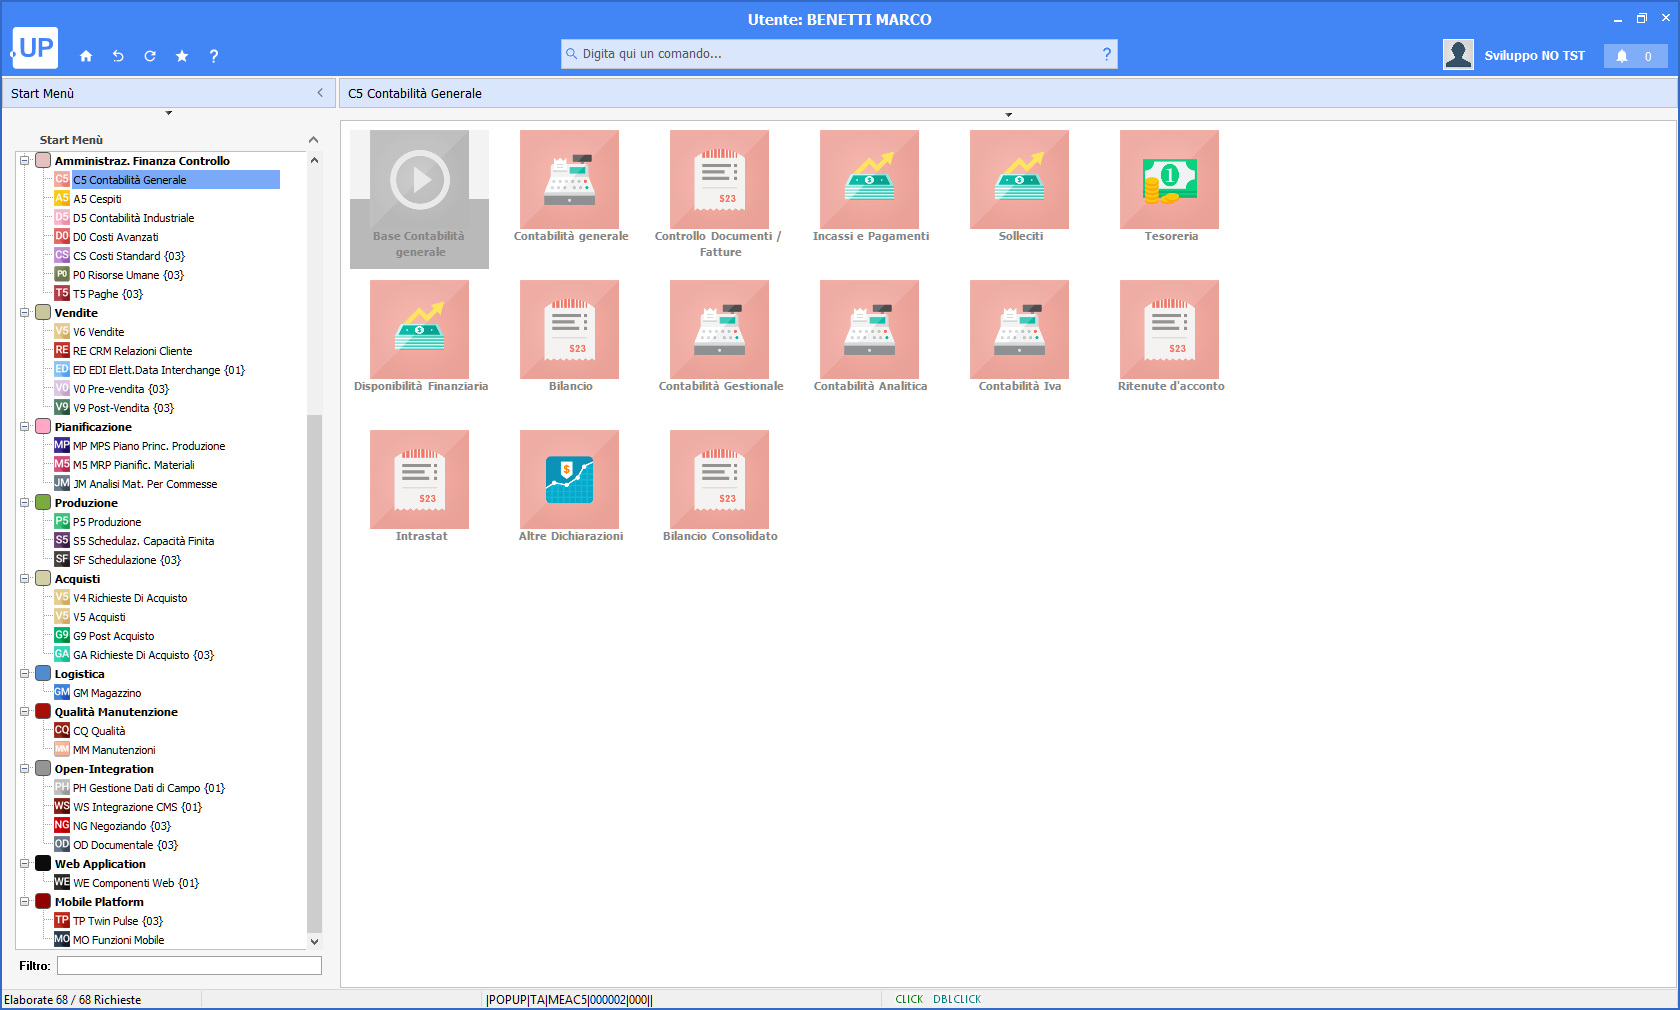 Utente: BENETTI MARCO
UP
Digita qui un comando...
?
?
Sviluppo NO TST
0
Start Menù
C5 Contabilità Generale
Start Menù
Amministraz. Finanza Controllo
C5 C5 Contabilità Generale
A5 A5 Cespiti
D5 D5 Contabilità Industriale
D0 D0 Costi Avanzati
CS CS Costi Standard {03}
P0 P0 Risorse Umane {03}
T5 T5 Paghe {03}
Vendite
V5 V6 Vendite
RE RE CRM Relazioni Cliente
ED ED EDI Elett.Data Interchange {01}
V0 V0 Pre-vendita {03}
V9 V9 Post-Vendita {03}
Pianificazione
MP MP MPS Piano Princ. Produzione
M5 M5 MRP Pianific. Materiali
JM JM Analisi Mat. Per Commesse
Produzione
P5 P5 Produzione
S5 S5 Schedulaz. Capacità Finita
SF SF Schedulazione {03}
Acquisti
V5 V4 Richieste Di Acquisto
V5 V5 Acquisti
G9 G9 Post Acquisto
GA GA Richieste Di Acquisto {03}
Logistica
GM GM Magazzino
Qualità Manutenzione
CQ CQ Qualità
MM MM Manutenzioni
Open-Integration
PH PH Gestione Dati di Campo {01}
WS WS Integrazione CMS {01}
NG NG Negoziando {03}
OD OD Documentale {03}
Web Application
WE WE Componenti Web {01}
Mobile Platform
TP TP Twin Pulse {03}
MO MO Funzioni Mobile
Filtro:
Base Contabilità
generale
Contabilità generale
$23
Controllo Documenti /
Fatture
$
Incassi e Pagamenti
$
Solleciti
1
Tesoreria
$
Disponibilità Finanziaria
$23
Bilancio
Contabilità Gestionale
Contabilità Analitica
Contabilità Iva
$23
Ritenute d'acconto
$23
Intrastat
$
Altre Dichiarazioni
$23
Bilancio Consolidato
Elaborate 68 / 68 Richieste
|POPUP|TA|MEAC5|000002|000||
CLICK DBLCLICK